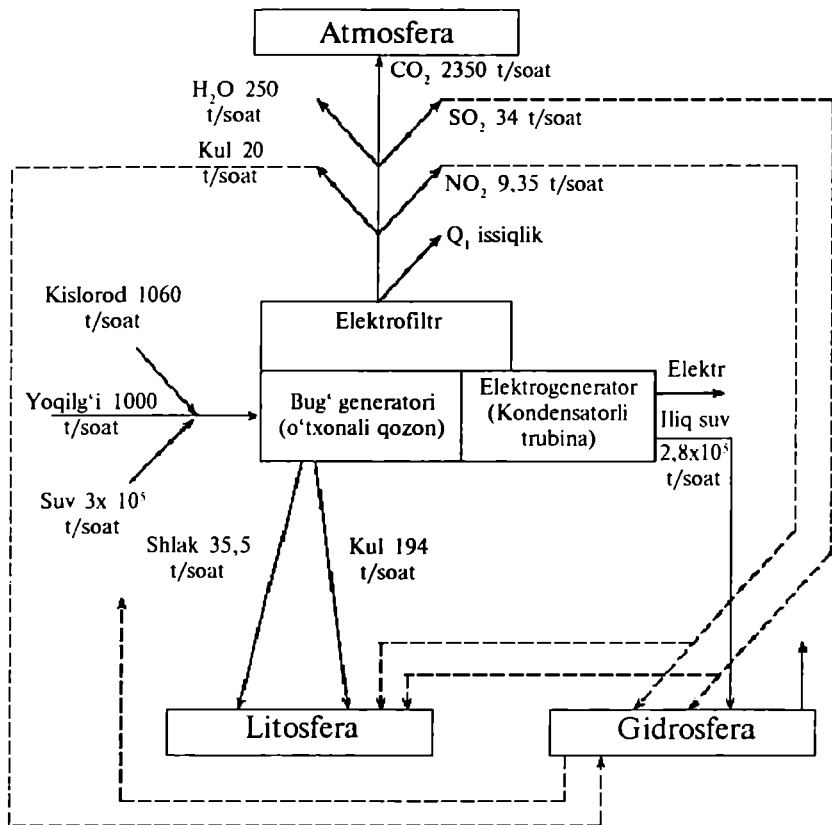 Atmosfera
CO₂ 2350 t/soat
H₂O 250
t/soat
SO₂ 34 t/soat
Kul 20
t/soat
NO₂ 9,35 t/soat
Q₁ issiqlik
Kislorod 1060
t/soat
Elektrofiltr
Yoqilg‘i 1000
t/soat
Bug‘ generatori
(o‘txonali qozon)
Elektrogenerator
(Kondensatorli
trubina)
Elektr
Iliq suv
2,8x10⁵
t/soat
Suv 3x 10⁵
t/soat
Shlak 35,5
t/soat
Kul 194
t/soat
Litosfera
Gidrosfera